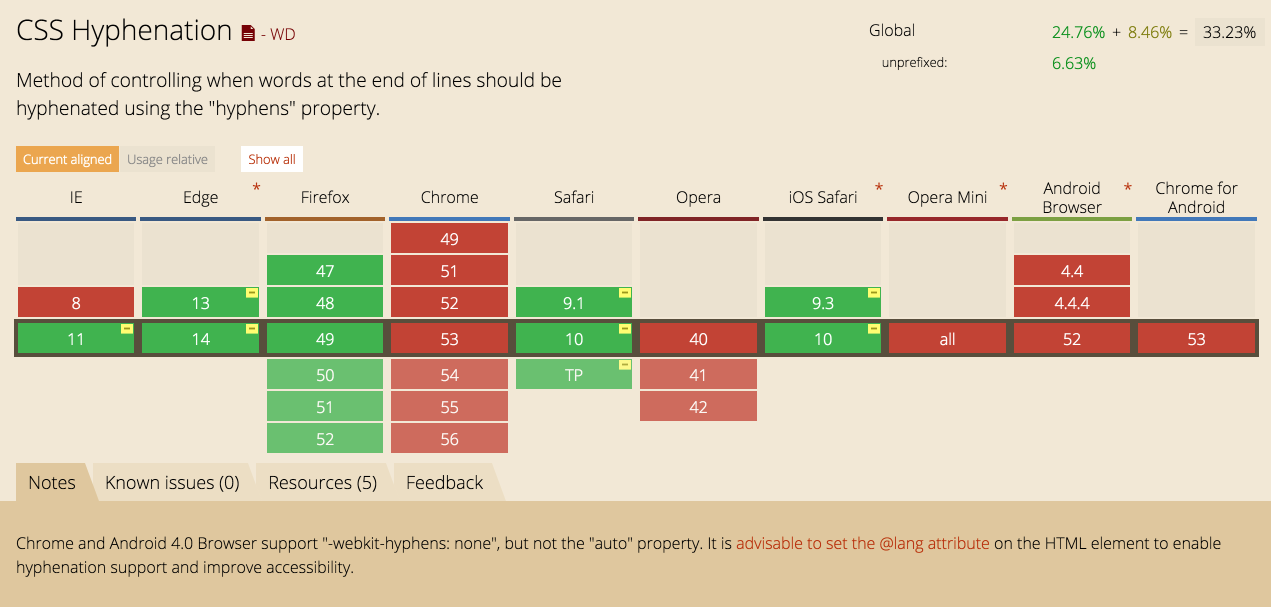 CSS Hyphenation - WD
Global 24.76% + 8.46% = 33.23%
unprefixed: 6.63%
Method of controlling when words at the end of lines should be
hyphenated using the "hyphens" property.
Current aligned Usage relative Show all
IE Edge * Firefox Chrome Safari Opera iOS Safari * Opera Mini * Android Browser * Chrome for Android
49
47 51 4.4
8 13 48 52 9.1 9.3 4.4.4
11 14 49 53 10 40 10 all 52 53
50 54 TP 41
51 55 42
52 56
Notes Known issues (0) Resources (5) Feedback
Chrome and Android 4.0 Browser support "-webkit-hyphens: none", but not the "auto" property. It is advisable to set the @lang attribute on the HTML element to enable
hyphenation support and improve accessibility.